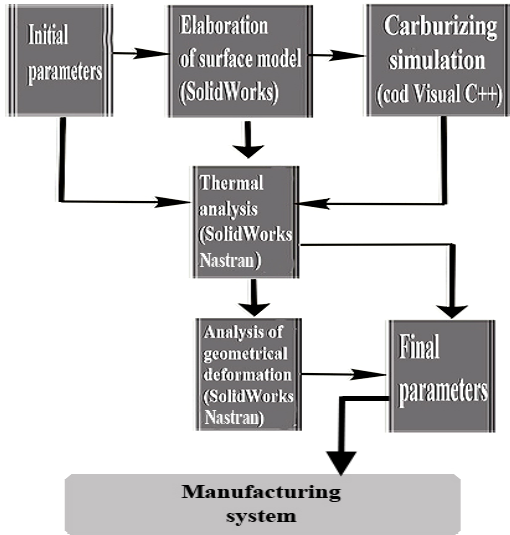 Initial
parameters
Elaboration
of surface model
(SolidWorks)
Carburizing
simulation
(cod Visual C++)
Thermal
analysis
(SolidWorks
Nastran)
Analysis of
geometrical
deformation
(SolidWorks
Nastran)
Final
parameters
Manufacturing
system